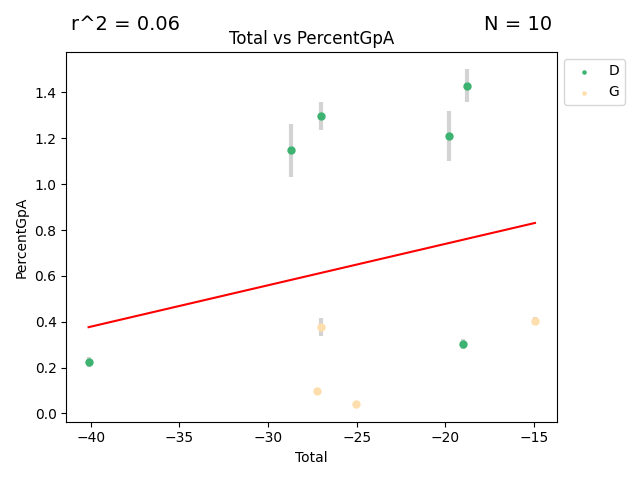 r^2 = 0.06
N = 10
Total vs PercentGpA
D
G
PercentGpA
1.4
1.2
1.0
0.8
0.6
0.4
0.2
0.0
−40
−35
−30
−25
−20
−15
Total